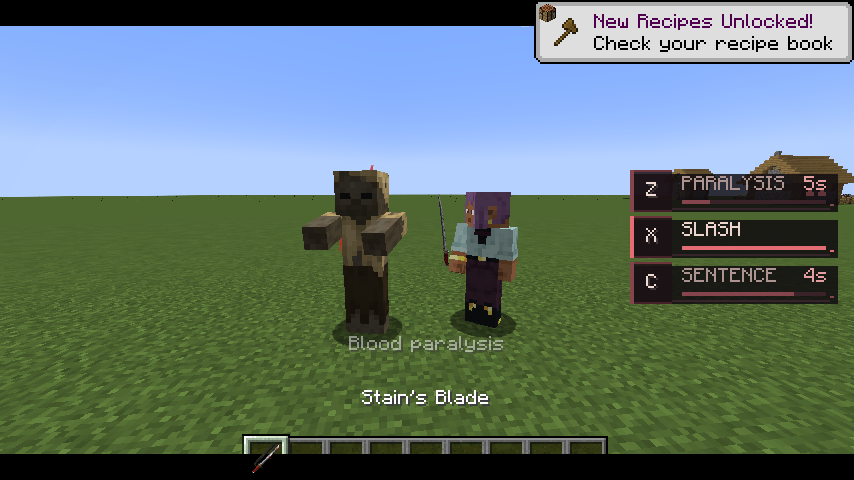 New Recipes Unlocked!
Check your recipe book
Z PARALYSIS 5s
X SLASH
C SENTENCE 4s
Blood paralysis
Stain's Blade